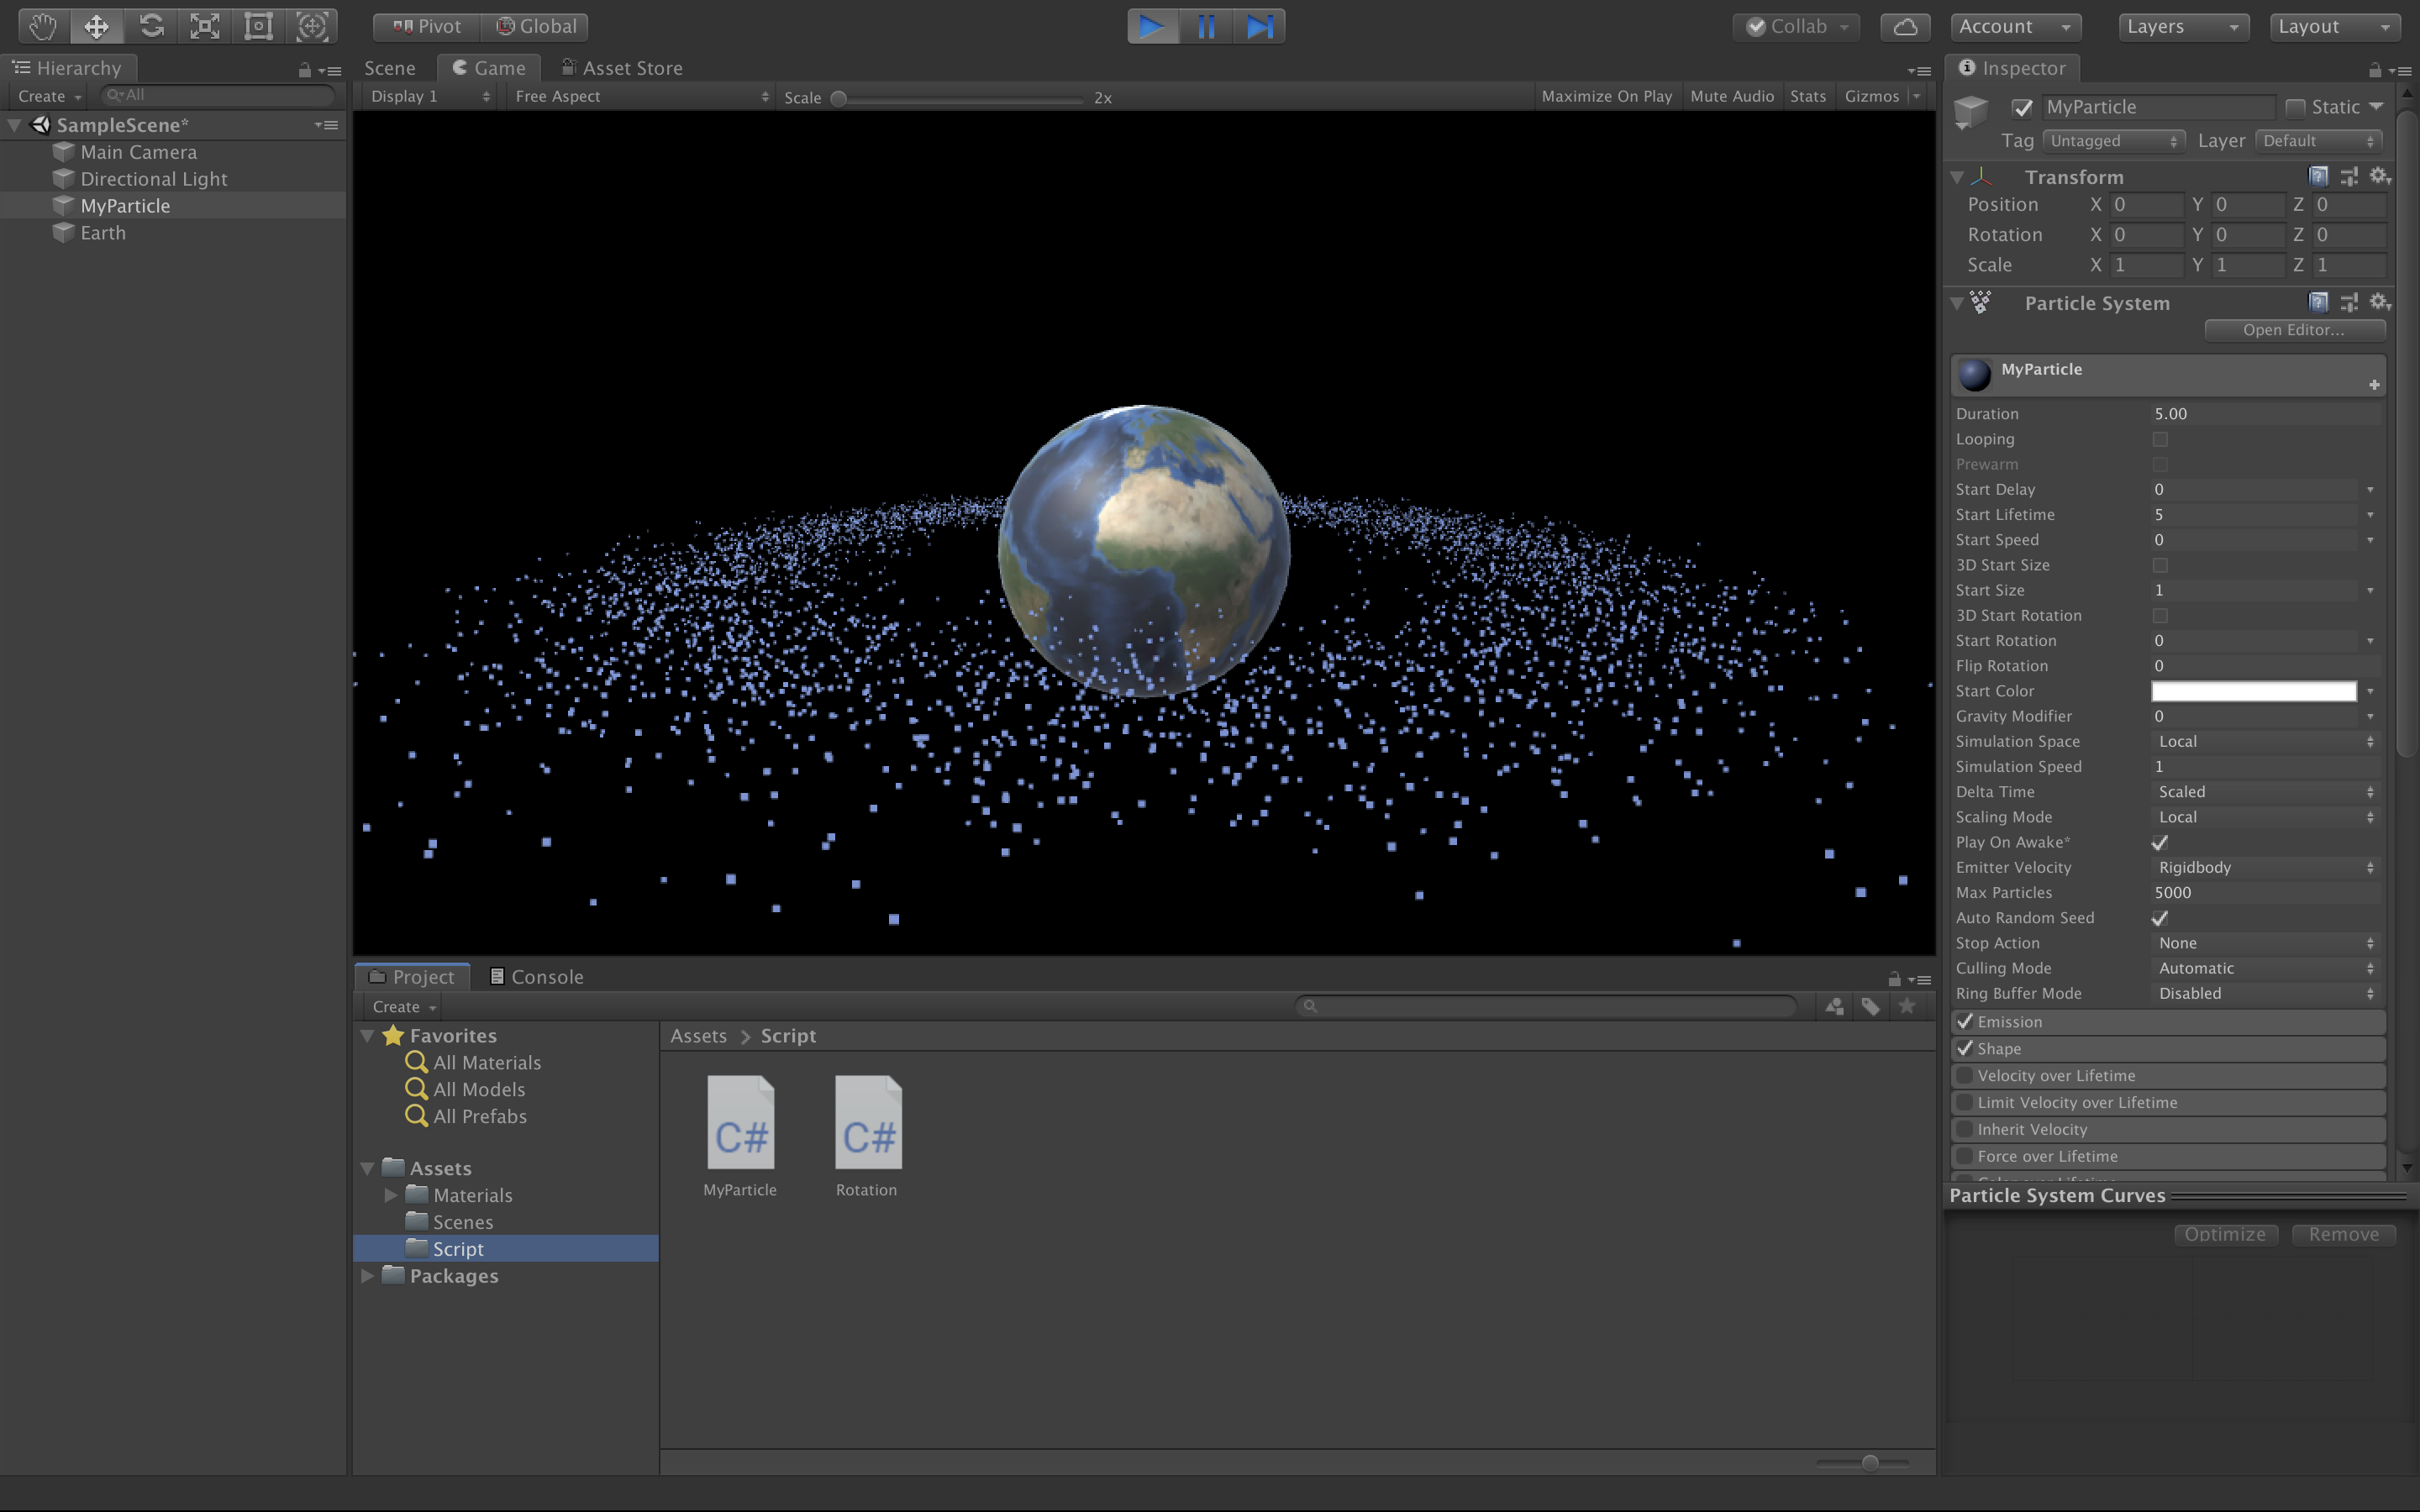 Pivot Global Collab Account Layers Layout
Hierarchy
Create All
SampleScene*
Main Camera
Directional Light
MyParticle
Earth
Scene Game Asset Store
Display 1 Free Aspect Scale 2x Maximize On Play Mute Audio Stats Gizmos
Project Console
Create
Favorites
All Materials
All Models
All Prefabs
Assets
Materials
Scenes
Script
Packages
Assets > Script
C# C#
MyParticle Rotation
Inspector
MyParticle Static
Tag Untagged Layer Default
Transform
Position X 0 Y 0 Z 0
Rotation X 0 Y 0 Z 0
Scale X 1 Y 1 Z 1
Particle System
Open Editor...
MyParticle
Duration 5.00
Looping
Prewarm
Start Delay 0
Start Lifetime 5
Start Speed 0
3D Start Size
Start Size 1
3D Start Rotation
Start Rotation 0
Flip Rotation 0
Start Color
Gravity Modifier 0
Simulation Space Local
Simulation Speed 1
Delta Time Scaled
Scaling Mode Local
Play On Awake*
Emitter Velocity Rigidbody
Max Particles 5000
Auto Random Seed
Stop Action None
Culling Mode Automatic
Ring Buffer Mode Disabled
Emission
Shape
Velocity over Lifetime
Limit Velocity over Lifetime
Inherit Velocity
Force over Lifetime
Particle System Curves
Optimize Remove